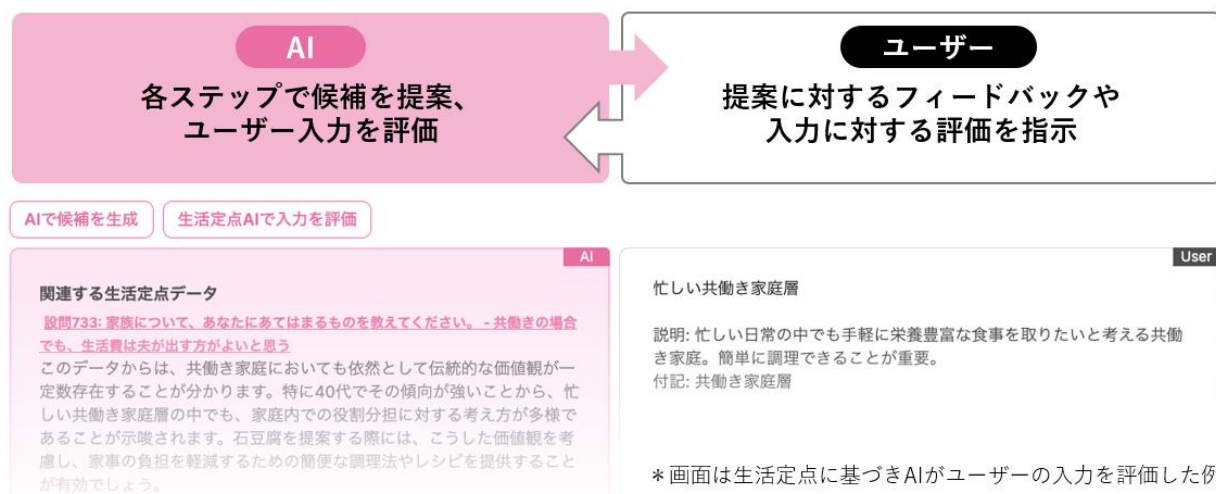 AI
各ステップで候補を提案、
ユーザー入力を評価
ユーザー
提案に対するフィードバックや
入力に対する評価を指示
AIで候補を生成
生活定点AIで入力を評価
AI
関連する生活定点データ
設問733: 家族について、あなたにあてはまるものを教えてください。 - 共働きの場合
でも、生活費は夫が出す方がよいと思う
このデータからは、共働き家庭においても依然として伝統的な価値観が一
定数存在することが分かります。特に40代でその傾向が強いことから、忙
しい共働き家庭層の中でも、家庭内での役割分担に対する考え方が多様で
あることが示唆されます。石豆腐を提案する際には、こうした価値観を考
慮し、家事の負担を軽減するための簡便な調理法やレシピを提供すること
が有効でしょう。
User
忙しい共働き家庭層
説明: 忙しい日常の中でも手軽に栄養豊富な食事を取りたいと考える共働
き家庭。簡単に調理できることが重要。
付記: 共働き家庭層
＊画面は生活定点に基づきAIがユーザーの入力を評価した例